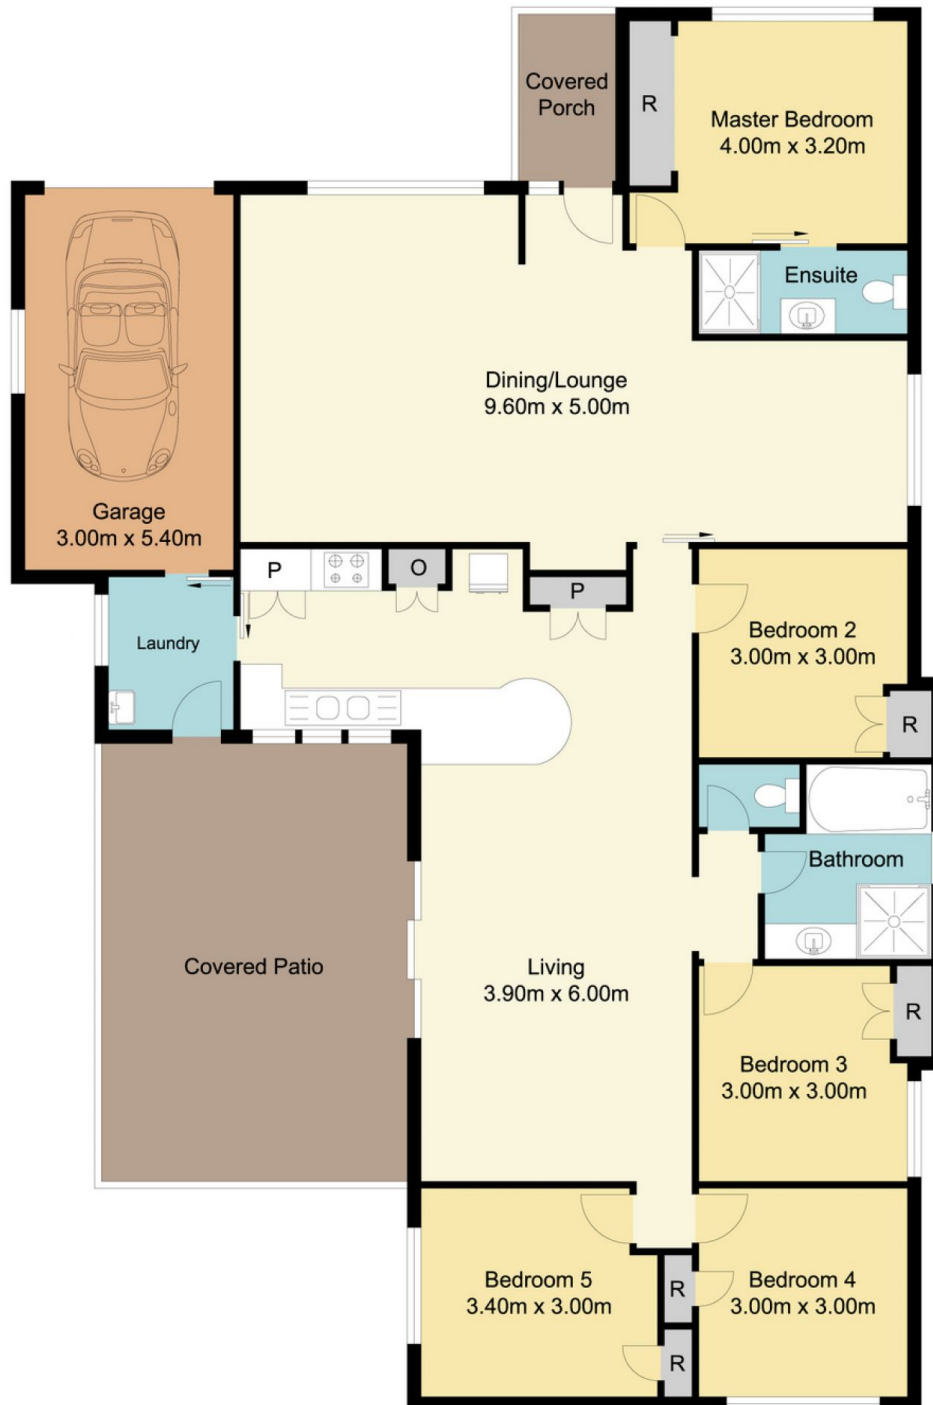 Covered
Porch
R
Master Bedroom
4.00m x 3.20m
Ensuite
Dining/Lounge
9.60m x 5.00m
Garage
3.00m x 5.40m
P
O
P
Laundry
Bedroom 2
3.00m x 3.00m
R
Bathroom
Covered Patio
Living
3.90m x 6.00m
R
Bedroom 3
3.00m x 3.00m
Bedroom 5
3.40m x 3.00m
R
Bedroom 4
3.00m x 3.00m
R